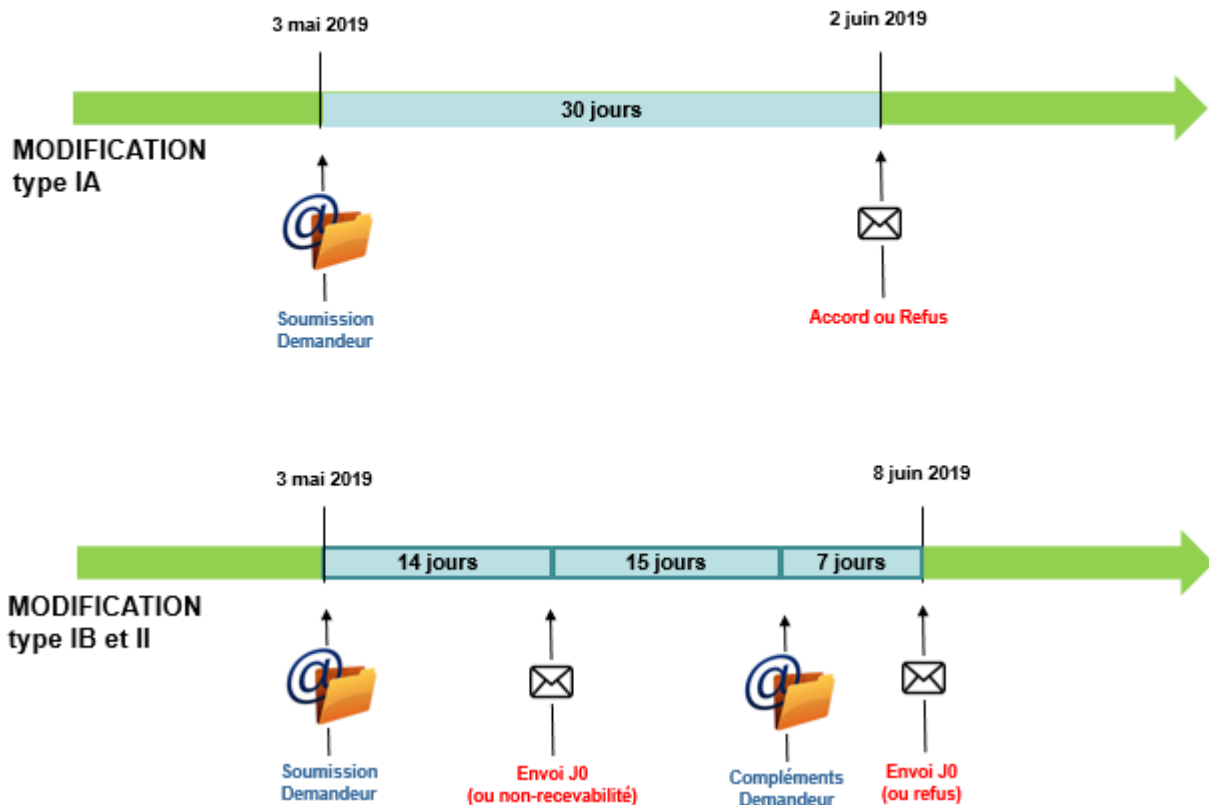 3 mai 2019
2 juin 2019
30 jours
MODIFICATION
type IA
@
Soumission
Demandeur
Accord ou Refus
3 mai 2019
8 juin 2019
14 jours
15 jours
7 jours
MODIFICATION
type IB et II
@
@
Soumission
Demandeur
Envoi J0
(ou non-recevabilité)
Compléments
Demandeur
Envoi J0
(ou refus)